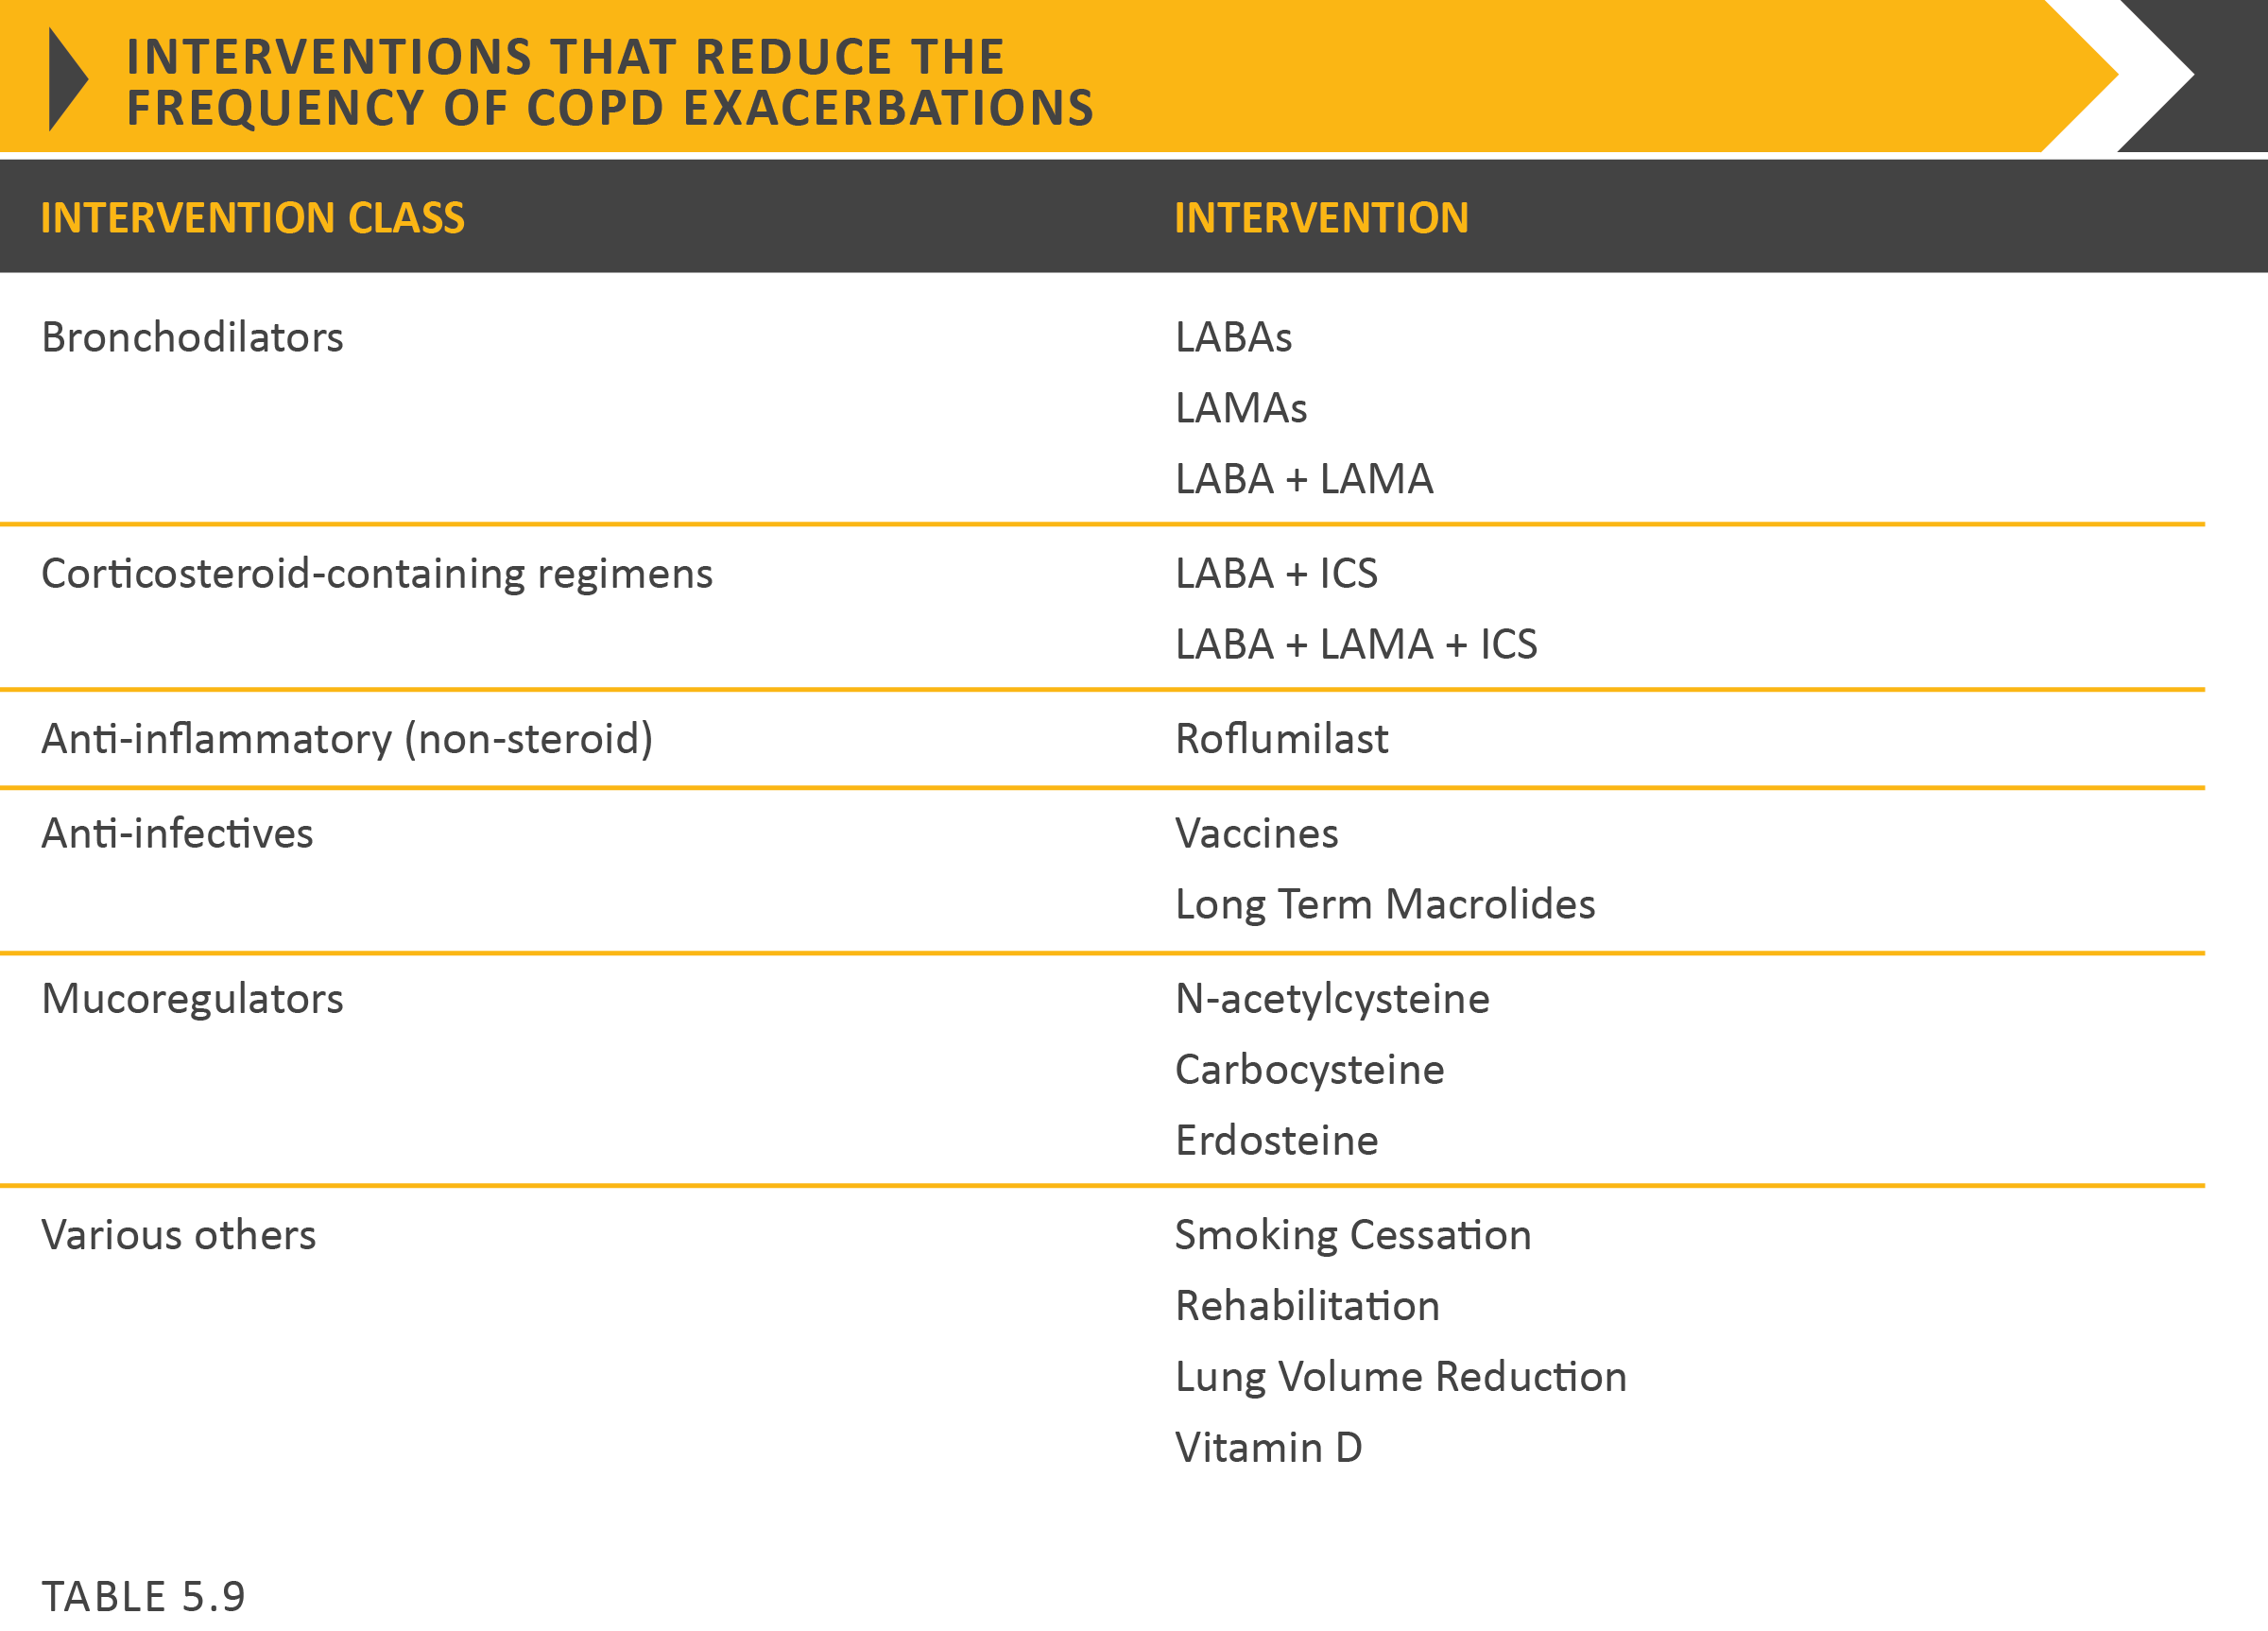 INTERVENTIONS THAT REDUCE THE
FREQUENCY OF COPD EXACERBATIONS
INTERVENTION CLASS INTERVENTION
Bronchodilators LABAs
LAMAs
LABA + LAMA
Corticosteroid-containing regimens LABA + ICS
LABA + LAMA + ICS
Anti-inflammatory (non-steroid) Roflumilast
Anti-infectives Vaccines
Long Term Macrolides
Mucoregulators N-acetylcysteine
Carbocysteine
Erdosteine
Various others Smoking Cessation
Rehabilitation
Lung Volume Reduction
Vitamin D
TABLE 5.9